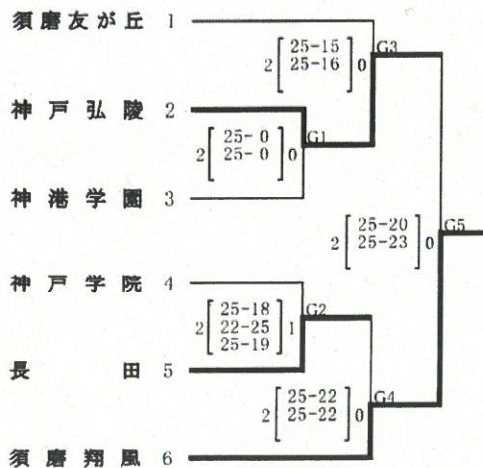 須磨友が丘 1
G3
2 [25-15 25-16] 0
神戸弘陵 2
G1
2 [25-0 25-0] 0
神港学園 3
G5
2 [25-20 25-23] 0
神戸学院 4
G2
2 [25-18 22-25 25-19] 1
長田 5
G4
2 [25-22 25-22] 0
須磨翔風 6